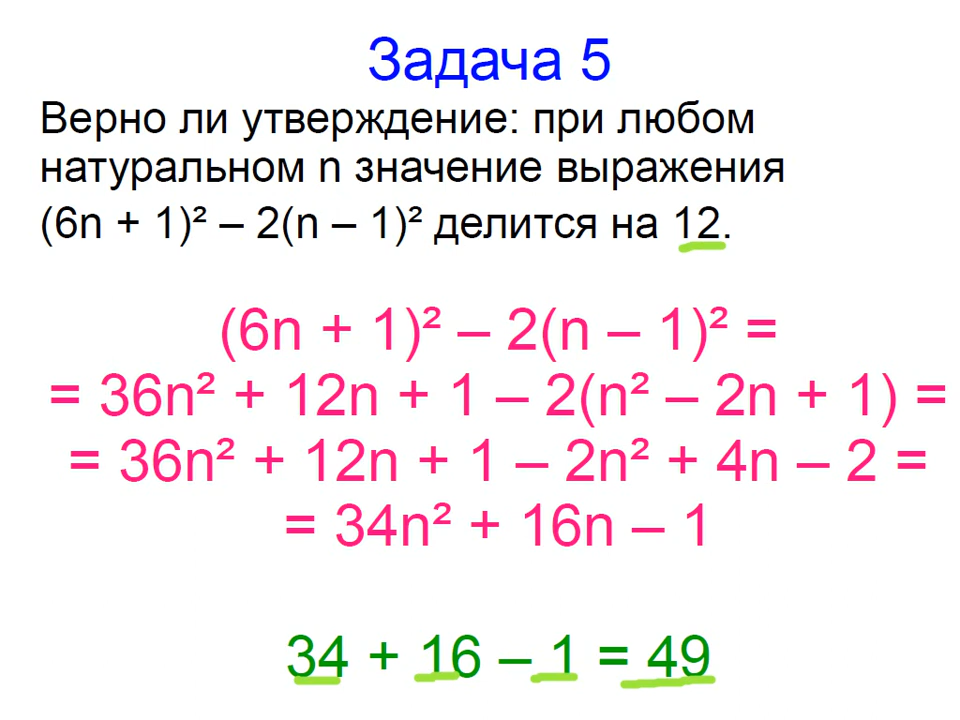 Задача 5
Верно ли утверждение: при любом
натуральном n значение выражения
(6n + 1)² – 2(n – 1)² делится на 12.
(6n + 1)² – 2(n – 1)² =
= 36n² + 12n + 1 – 2(n² – 2n + 1) =
= 36n² + 12n + 1 – 2n² + 4n – 2 =
= 34n² + 16n – 1
34 + 16 – 1 = 49